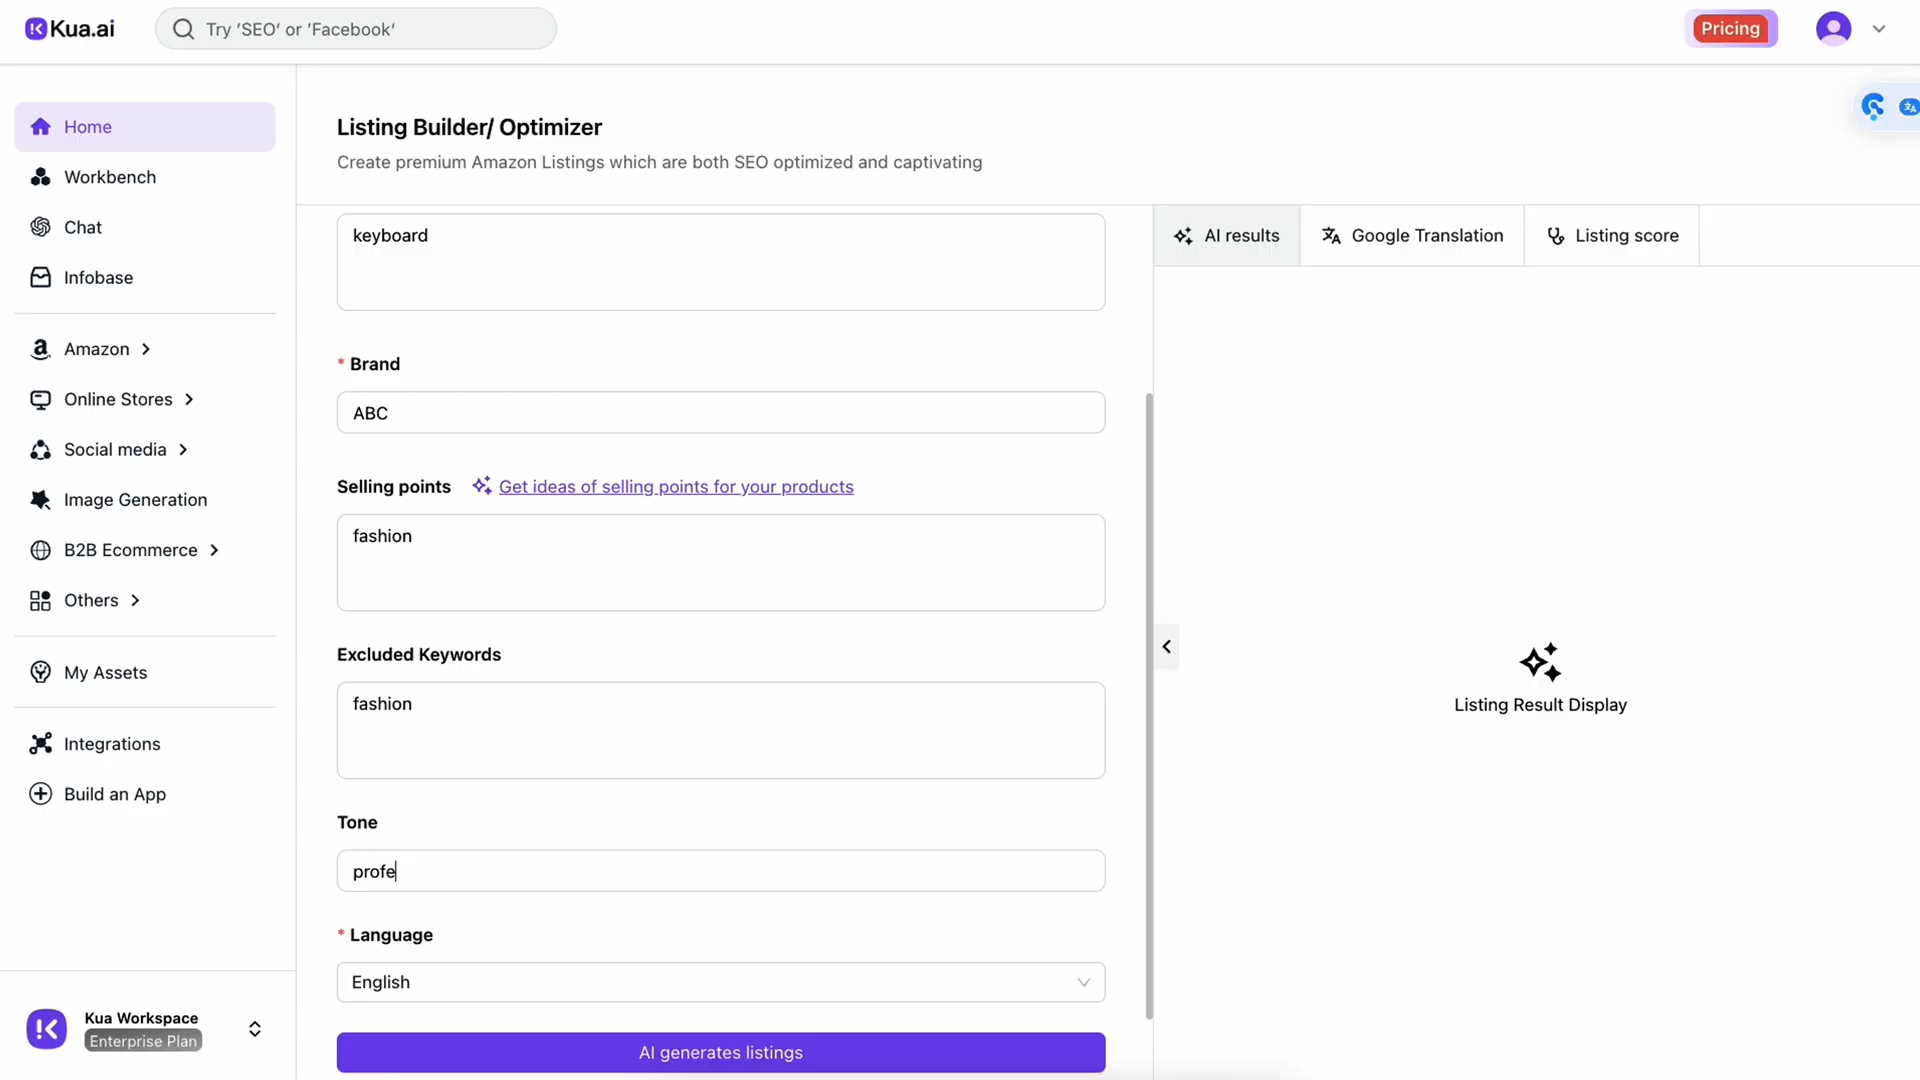 Kua.ai
Try 'SEO' or 'Facebook'
Pricing
Home
Workbench
Chat
Infobase
Amazon
Online Stores
Social media
Image Generation
B2B Ecommerce
Others
My Assets
Integrations
Build an App
Kua Workspace
Enterprise Plan
Listing Builder/ Optimizer
Create premium Amazon Listings which are both SEO optimized and captivating
keyboard
* Brand
ABC
Selling points
Get ideas of selling points for your products
fashion
Excluded Keywords
fashion
Tone
profe
* Language
English
AI generates listings
AI results
Google Translation
Listing score
Listing Result Display